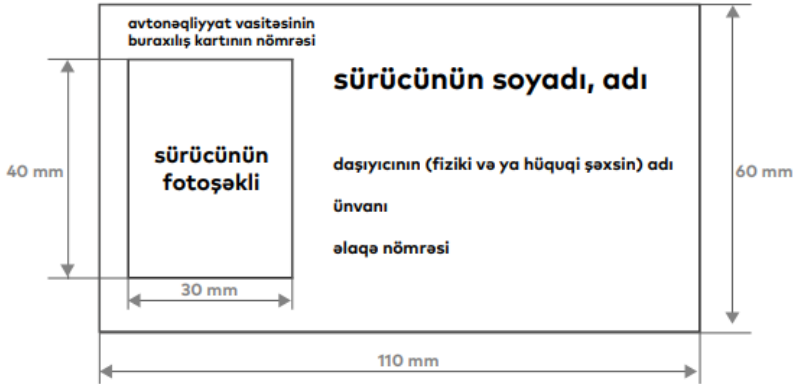 avtonəqliyyat vasitəsinin
buraxılış kartının nömrəsi
sürücünün soyadı, adı
40 mm
sürücünün
fotoşəkli
daşıyıcının (fiziki və ya hüquqi şəxsin) adı
60 mm
ünvanı
əlaqə nömrəsi
30 mm
110 mm